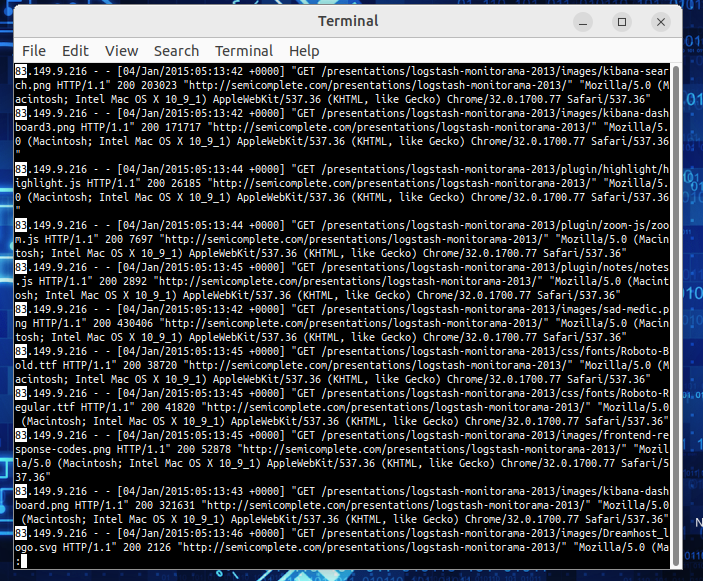 Terminal
File Edit View Search Terminal Help
83.149.9.216 - - [04/Jan/2015:05:13:42 +0000] "GET /presentations/logstash-monitorama-2013/images/kibana-sear
ch.png HTTP/1.1" 200 203023 "http://semicomplete.com/presentations/logstash-monitorama-2013/" "Mozilla/5.0 (M
acintosh; Intel Mac OS X 10_9_1) AppleWebKit/537.36 (KHTML, like Gecko) Chrome/32.0.1700.77 Safari/537.36"
83.149.9.216 - - [04/Jan/2015:05:13:42 +0000] "GET /presentations/logstash-monitorama-2013/images/kibana-dash
board3.png HTTP/1.1" 200 171717 "http://semicomplete.com/presentations/logstash-monitorama-2013/" "Mozilla/5.
0 (Macintosh; Intel Mac OS X 10_9_1) AppleWebKit/537.36 (KHTML, like Gecko) Chrome/32.0.1700.77 Safari/537.36
"
83.149.9.216 - - [04/Jan/2015:05:13:44 +0000] "GET /presentations/logstash-monitorama-2013/plugin/highlight/h
ighlight.js HTTP/1.1" 200 26185 "http://semicomplete.com/presentations/logstash-monitorama-2013/" "Mozilla/5.
0 (Macintosh; Intel Mac OS X 10_9_1) AppleWebKit/537.36 (KHTML, like Gecko) Chrome/32.0.1700.77 Safari/537.36
"
83.149.9.216 - - [04/Jan/2015:05:13:44 +0000] "GET /presentations/logstash-monitorama-2013/plugin/zoom-js/zoo
m.js HTTP/1.1" 200 7697 "http://semicomplete.com/presentations/logstash-monitorama-2013/" "Mozilla/5.0 (Macin
tosh; Intel Mac OS X 10_9_1) AppleWebKit/537.36 (KHTML, like Gecko) Chrome/32.0.1700.77 Safari/537.36"
83.149.9.216 - - [04/Jan/2015:05:13:45 +0000] "GET /presentations/logstash-monitorama-2013/plugin/notes/notes
.js HTTP/1.1" 200 2892 "http://semicomplete.com/presentations/logstash-monitorama-2013/" "Mozilla/5.0 (Macint
osh; Intel Mac OS X 10_9_1) AppleWebKit/537.36 (KHTML, like Gecko) Chrome/32.0.1700.77 Safari/537.36"
83.149.9.216 - - [04/Jan/2015:05:13:42 +0000] "GET /presentations/logstash-monitorama-2013/images/sad-medic.p
ng HTTP/1.1" 200 430406 "http://semicomplete.com/presentations/logstash-monitorama-2013/" "Mozilla/5.0 (Macin
tosh; Intel Mac OS X 10_9_1) AppleWebKit/537.36 (KHTML, like Gecko) Chrome/32.0.1700.77 Safari/537.36"
83.149.9.216 - - [04/Jan/2015:05:13:45 +0000] "GET /presentations/logstash-monitorama-2013/css/fonts/Roboto-B
old.ttf HTTP/1.1" 200 38720 "http://semicomplete.com/presentations/logstash-monitorama-2013/" "Mozilla/5.0 (M
acintosh; Intel Mac OS X 10_9_1) AppleWebKit/537.36 (KHTML, like Gecko) Chrome/32.0.1700.77 Safari/537.36"
83.149.9.216 - - [04/Jan/2015:05:13:45 +0000] "GET /presentations/logstash-monitorama-2013/css/fonts/Roboto-R
egular.ttf HTTP/1.1" 200 41820 "http://semicomplete.com/presentations/logstash-monitorama-2013/" "Mozilla/5.0
(Macintosh; Intel Mac OS X 10_9_1) AppleWebKit/537.36 (KHTML, like Gecko) Chrome/32.0.1700.77 Safari/537.36"
83.149.9.216 - - [04/Jan/2015:05:13:45 +0000] "GET /presentations/logstash-monitorama-2013/images/frontend-re
sponse-codes.png HTTP/1.1" 200 52878 "http://semicomplete.com/presentations/logstash-monitorama-2013/" "Mozil
la/5.0 (Macintosh; Intel Mac OS X 10_9_1) AppleWebKit/537.36 (KHTML, like Gecko) Chrome/32.0.1700.77 Safari/5
37.36"
83.149.9.216 - - [04/Jan/2015:05:13:43 +0000] "GET /presentations/logstash-monitorama-2013/images/kibana-dash
board.png HTTP/1.1" 200 321631 "http://semicomplete.com/presentations/logstash-monitorama-2013/" "Mozilla/5.0
(Macintosh; Intel Mac OS X 10_9_1) AppleWebKit/537.36 (KHTML, like Gecko) Chrome/32.0.1700.77 Safari/537.36"
83.149.9.216 - - [04/Jan/2015:05:13:46 +0000] "GET /presentations/logstash-monitorama-2013/images/Dreamhost_l
ogo.svg HTTP/1.1" 200 2126 "http://semicomplete.com/presentations/logstash-monitorama-2013/" "Mozilla/5.0 (Ma
: